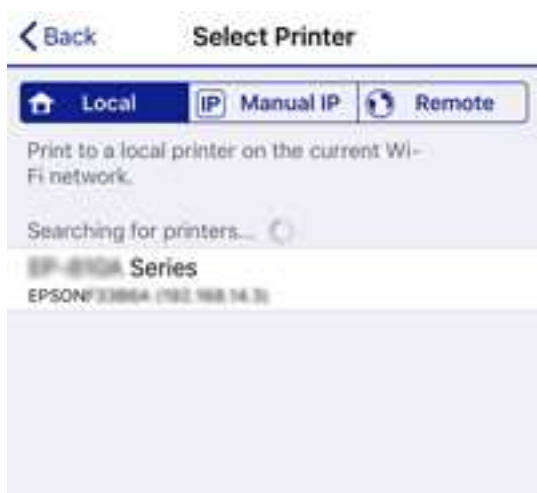 Back
Select Printer
Local
IP Manual IP
Remote
Print to a local printer on the current Wi-
Fi network.
Searching for printers...
Series
EPSON